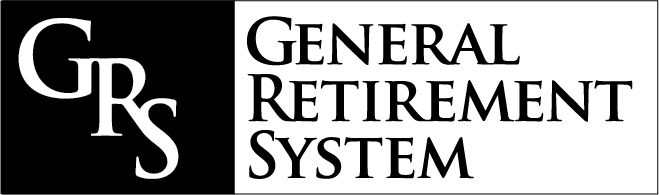 GRS
GENERAL
RETIREMENT
SYSTEM